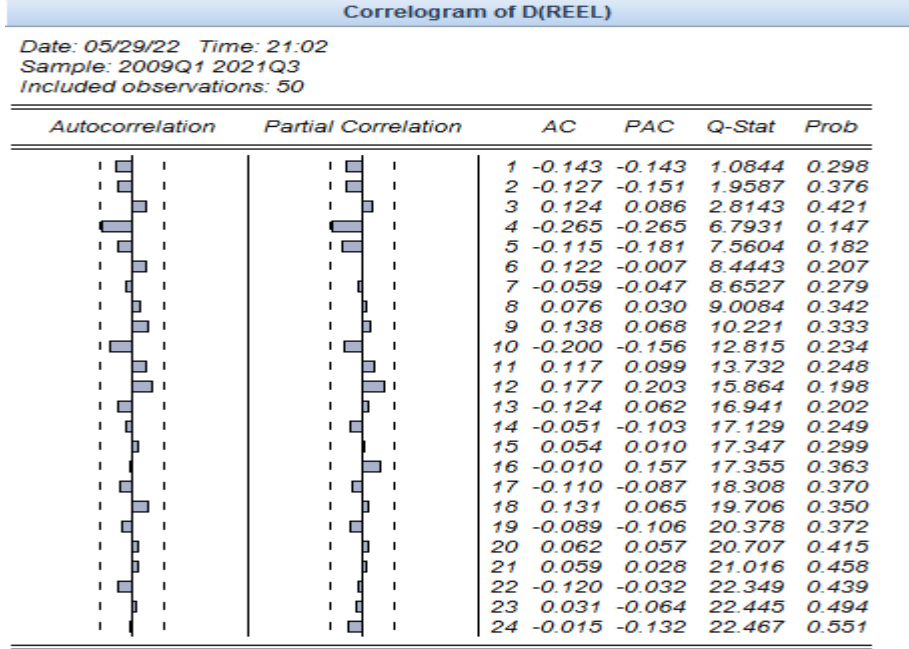 Correlogram of D(REEL)
Date: 05/29/22 Time: 21:02
Sample: 2009Q1 2021Q3
Included observations: 50
Autocorrelation Partial Correlation AC PAC Q-Stat Prob
1 -0.143 -0.143 1.0844 0.298
2 -0.127 -0.151 1.9587 0.376
3 0.124 0.086 2.8143 0.421
4 -0.265 -0.265 6.7931 0.147
5 -0.115 -0.181 7.5604 0.182
6 0.122 -0.007 8.4443 0.207
7 -0.059 -0.047 8.6527 0.279
8 0.076 0.030 9.0084 0.342
9 0.138 0.068 10.221 0.333
10 -0.200 -0.156 12.815 0.234
11 0.117 0.099 13.732 0.248
12 0.177 0.203 15.864 0.198
13 -0.124 0.062 16.941 0.202
14 -0.051 -0.103 17.129 0.249
15 0.054 0.010 17.347 0.299
16 -0.010 0.157 17.355 0.363
17 -0.110 -0.087 18.308 0.370
18 0.131 0.065 19.706 0.350
19 -0.089 -0.106 20.378 0.372
20 0.062 0.057 20.707 0.415
21 0.059 0.028 21.016 0.458
22 -0.120 -0.032 22.349 0.439
23 0.031 -0.064 22.445 0.494
24 -0.015 -0.132 22.467 0.551